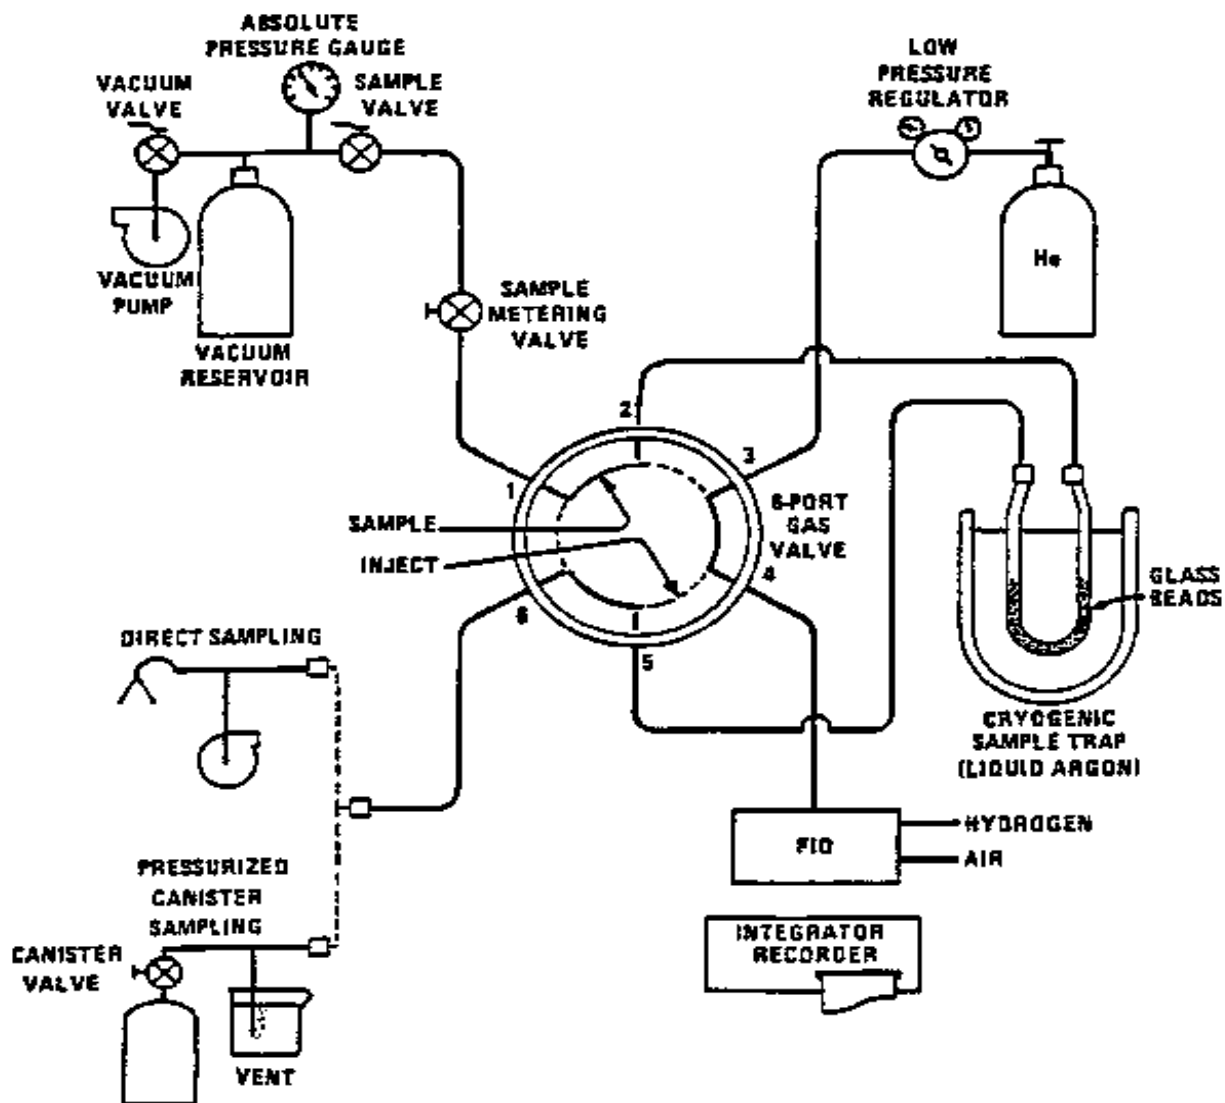 ABSOLUTE
PRESSURE GAUGE
VACUUM
VALVE
SAMPLE
VALVE
LOW
PRESSURE
REGULATOR
He
VACUUM
PUMP
SAMPLE
METERING
VALVE
VACUUM
RESERVOIR
2
3
1
SAMPLE
6-PORT
GAS
VALVE
INJECT
4
GLASS
BEADS
6
DIRECT SAMPLING
5
CRYOGENIC
SAMPLE TRAP
(LIQUID ARGON)
HYDROGEN
FID
AIR
PRESSURIZED
CANISTER
SAMPLING
INTEGRATOR
RECORDER
CANISTER
VALVE
VENT